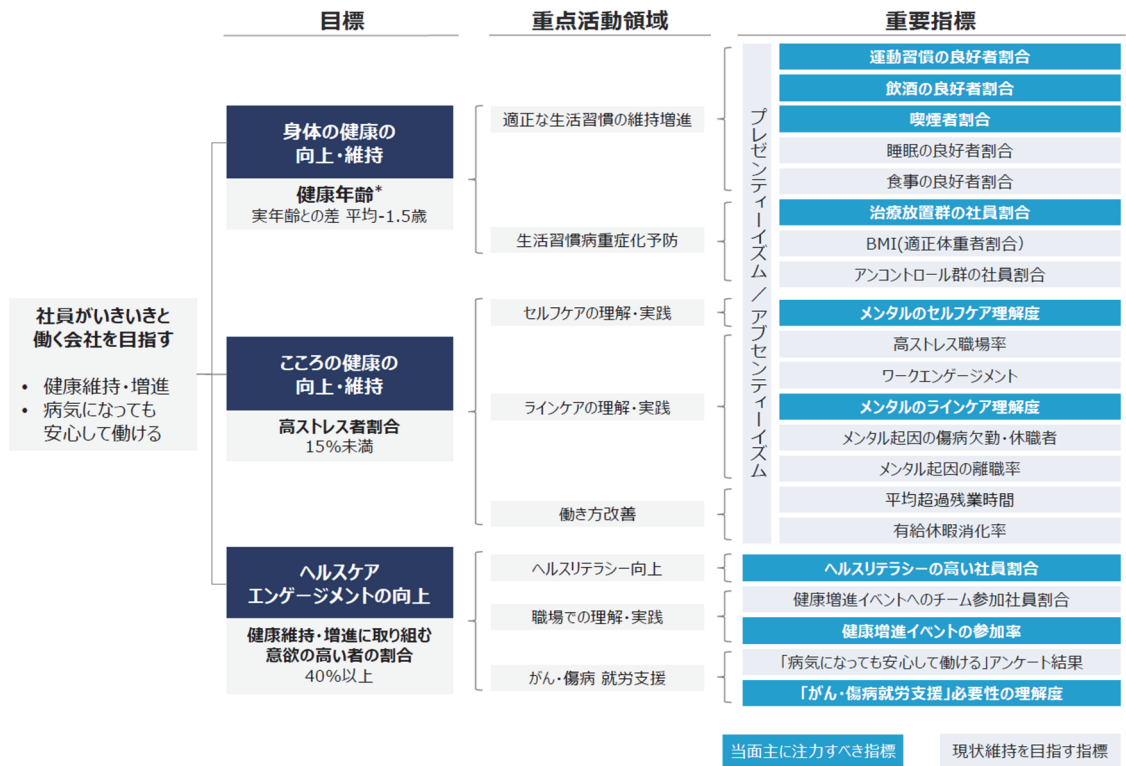 目標
重点活動領域
重要指標
社員がいきいきと
働く会社を目指す
• 健康維持・増進
• 病気になっても
安心して働ける
身体の健康の
向上・維持
健康年齢*
実年齢との差 平均-1.5歳
こころの健康の
向上・維持
高ストレス者割合
15%未満
ヘルスケア
エンゲージメントの向上
健康維持・増進に取り組む
意欲の高い者の割合
40%以上
適正な生活習慣の維持増進
生活習慣病重症化予防
セルフケアの理解・実践
ラインケアの理解・実践
働き方改善
ヘルスリテラシー向上
職場での理解・実践
がん・傷病 就労支援
プレゼンティーイズム / アブセンティーイズム
運動習慣の良好者割合
飲酒の良好者割合
喫煙者割合
睡眠の良好者割合
食事の良好者割合
治療放置群の社員割合
BMI(適正体重者割合)
アンコントロール群の社員割合
メンタルのセルフケア理解度
高ストレス職場率
ワークエンゲージメント
メンタルのラインケア理解度
メンタル起因の傷病欠勤・休職者
メンタル起因の離職率
平均超過残業時間
有給休暇消化率
ヘルスリテラシーの高い社員割合
健康増進イベントへのチーム参加社員割合
健康増進イベントの参加率
「病気になっても安心して働ける」アンケート結果
「がん・傷病就労支援」必要性の理解度
当面主に注力すべき指標
現状維持を目指す指標